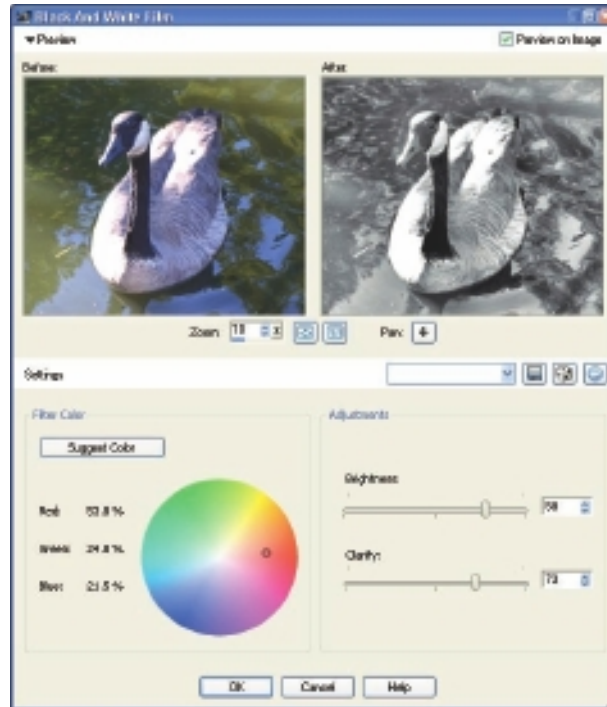 Black And White Film
Preview
Preview on Image
Before:
After:
Zoom:
Pan:
Settings
Filter Color
Adjustments
Suggest Color
Brightness:
Red:
Green:
Clarity:
Blue:
OK
Cancel
Help